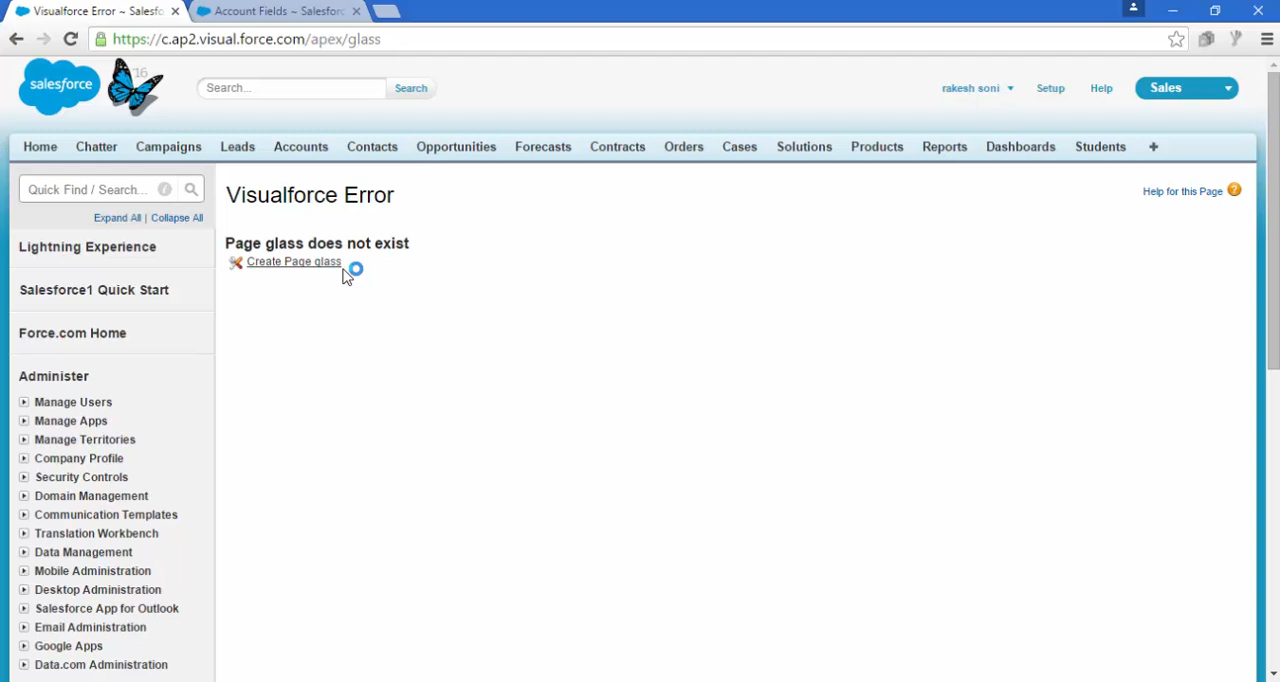 Visualforce Error ~ Salesfo
Account Fields ~ Salesforc
https://c.ap2.visual.force.com/apex/glass
salesforce
'16
Search...
Search
rakesh soni
Setup
Help
Sales
Home
Chatter
Campaigns
Leads
Accounts
Contacts
Opportunities
Forecasts
Contracts
Orders
Cases
Solutions
Products
Reports
Dashboards
Students
+
Quick Find / Search...
Expand All | Collapse All
Lightning Experience
Salesforce1 Quick Start
Force.com Home
Administer
Manage Users
Manage Apps
Manage Territories
Company Profile
Security Controls
Domain Management
Communication Templates
Translation Workbench
Data Management
Mobile Administration
Desktop Administration
Salesforce App for Outlook
Email Administration
Google Apps
Data.com Administration
Visualforce Error
Help for this Page
Page glass does not exist
Create Page glass